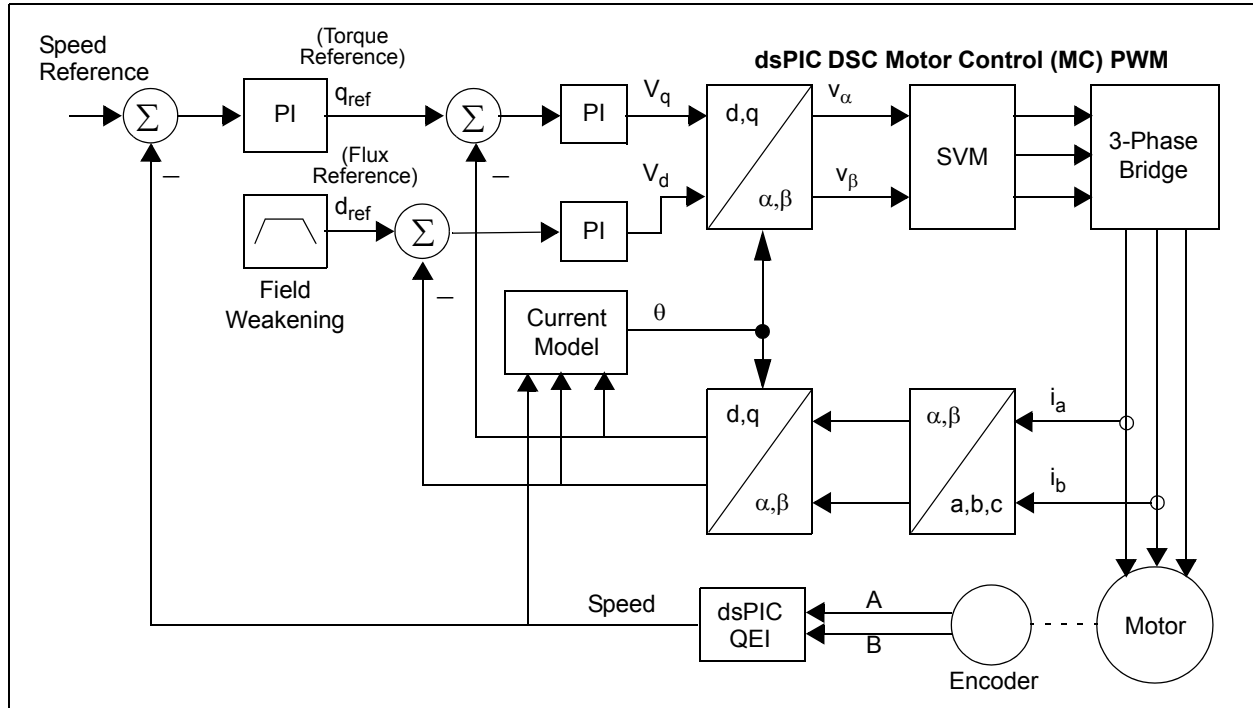 dsPIC DSC Motor Control (MC) PWM
Speed
Reference
Σ
−
PI
(Torque
Reference)
q_ref
Σ
−
PI
V_q
d,q
α,β
v_α
v_β
SVM
3-Phase
Bridge
(Flux
Reference)
d_ref
Field
Weakening
Σ
−
PI
V_d
Current
Model
θ
d,q
α,β
α,β
a,b,c
i_a
i_b
Speed
dsPIC
QEI
A
B
Encoder
Motor